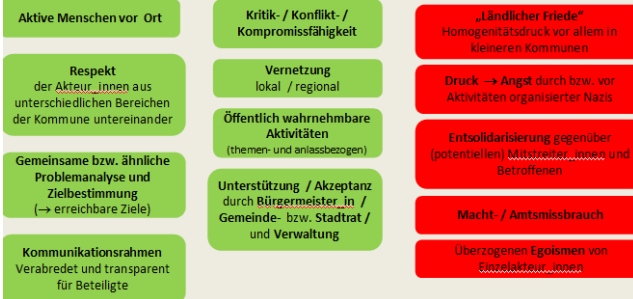 Aktive Menschen vor Ort
Respekt
der Akteur_innen aus
unterschiedlichen Bereichen
der Kommune untereinander
Gemeinsame bzw. ähnliche
Problemanalyse und
Zielbestimmung
(→ erreichbare Ziele)
Kommunikationsrahmen
Verabredet und transparent
für Beteiligte
Kritik- / Konflikt- /
Kompromissfähigkeit
Vernetzung
lokal / regional
Öffentlich wahrnehmbare
Aktivitäten
(themen- und anlassbezogen)
Unterstützung / Akzeptanz
durch Bürgermeister_in /
Gemeinde- bzw. Stadtrat /
und Verwaltung
„Ländlicher Friede“
Homogenitätsdruck vor allem in
kleineren Kommunen
Druck → Angst durch bzw. vor
Aktivitäten organisierter Nazis
Entsolidarisierung gegenüber
(potentiellen) Mitstreiter_innen und
Betroffenen
Macht- / Amtsmissbrauch
Überzogenen Egoismen von
Einzelakteur_innen